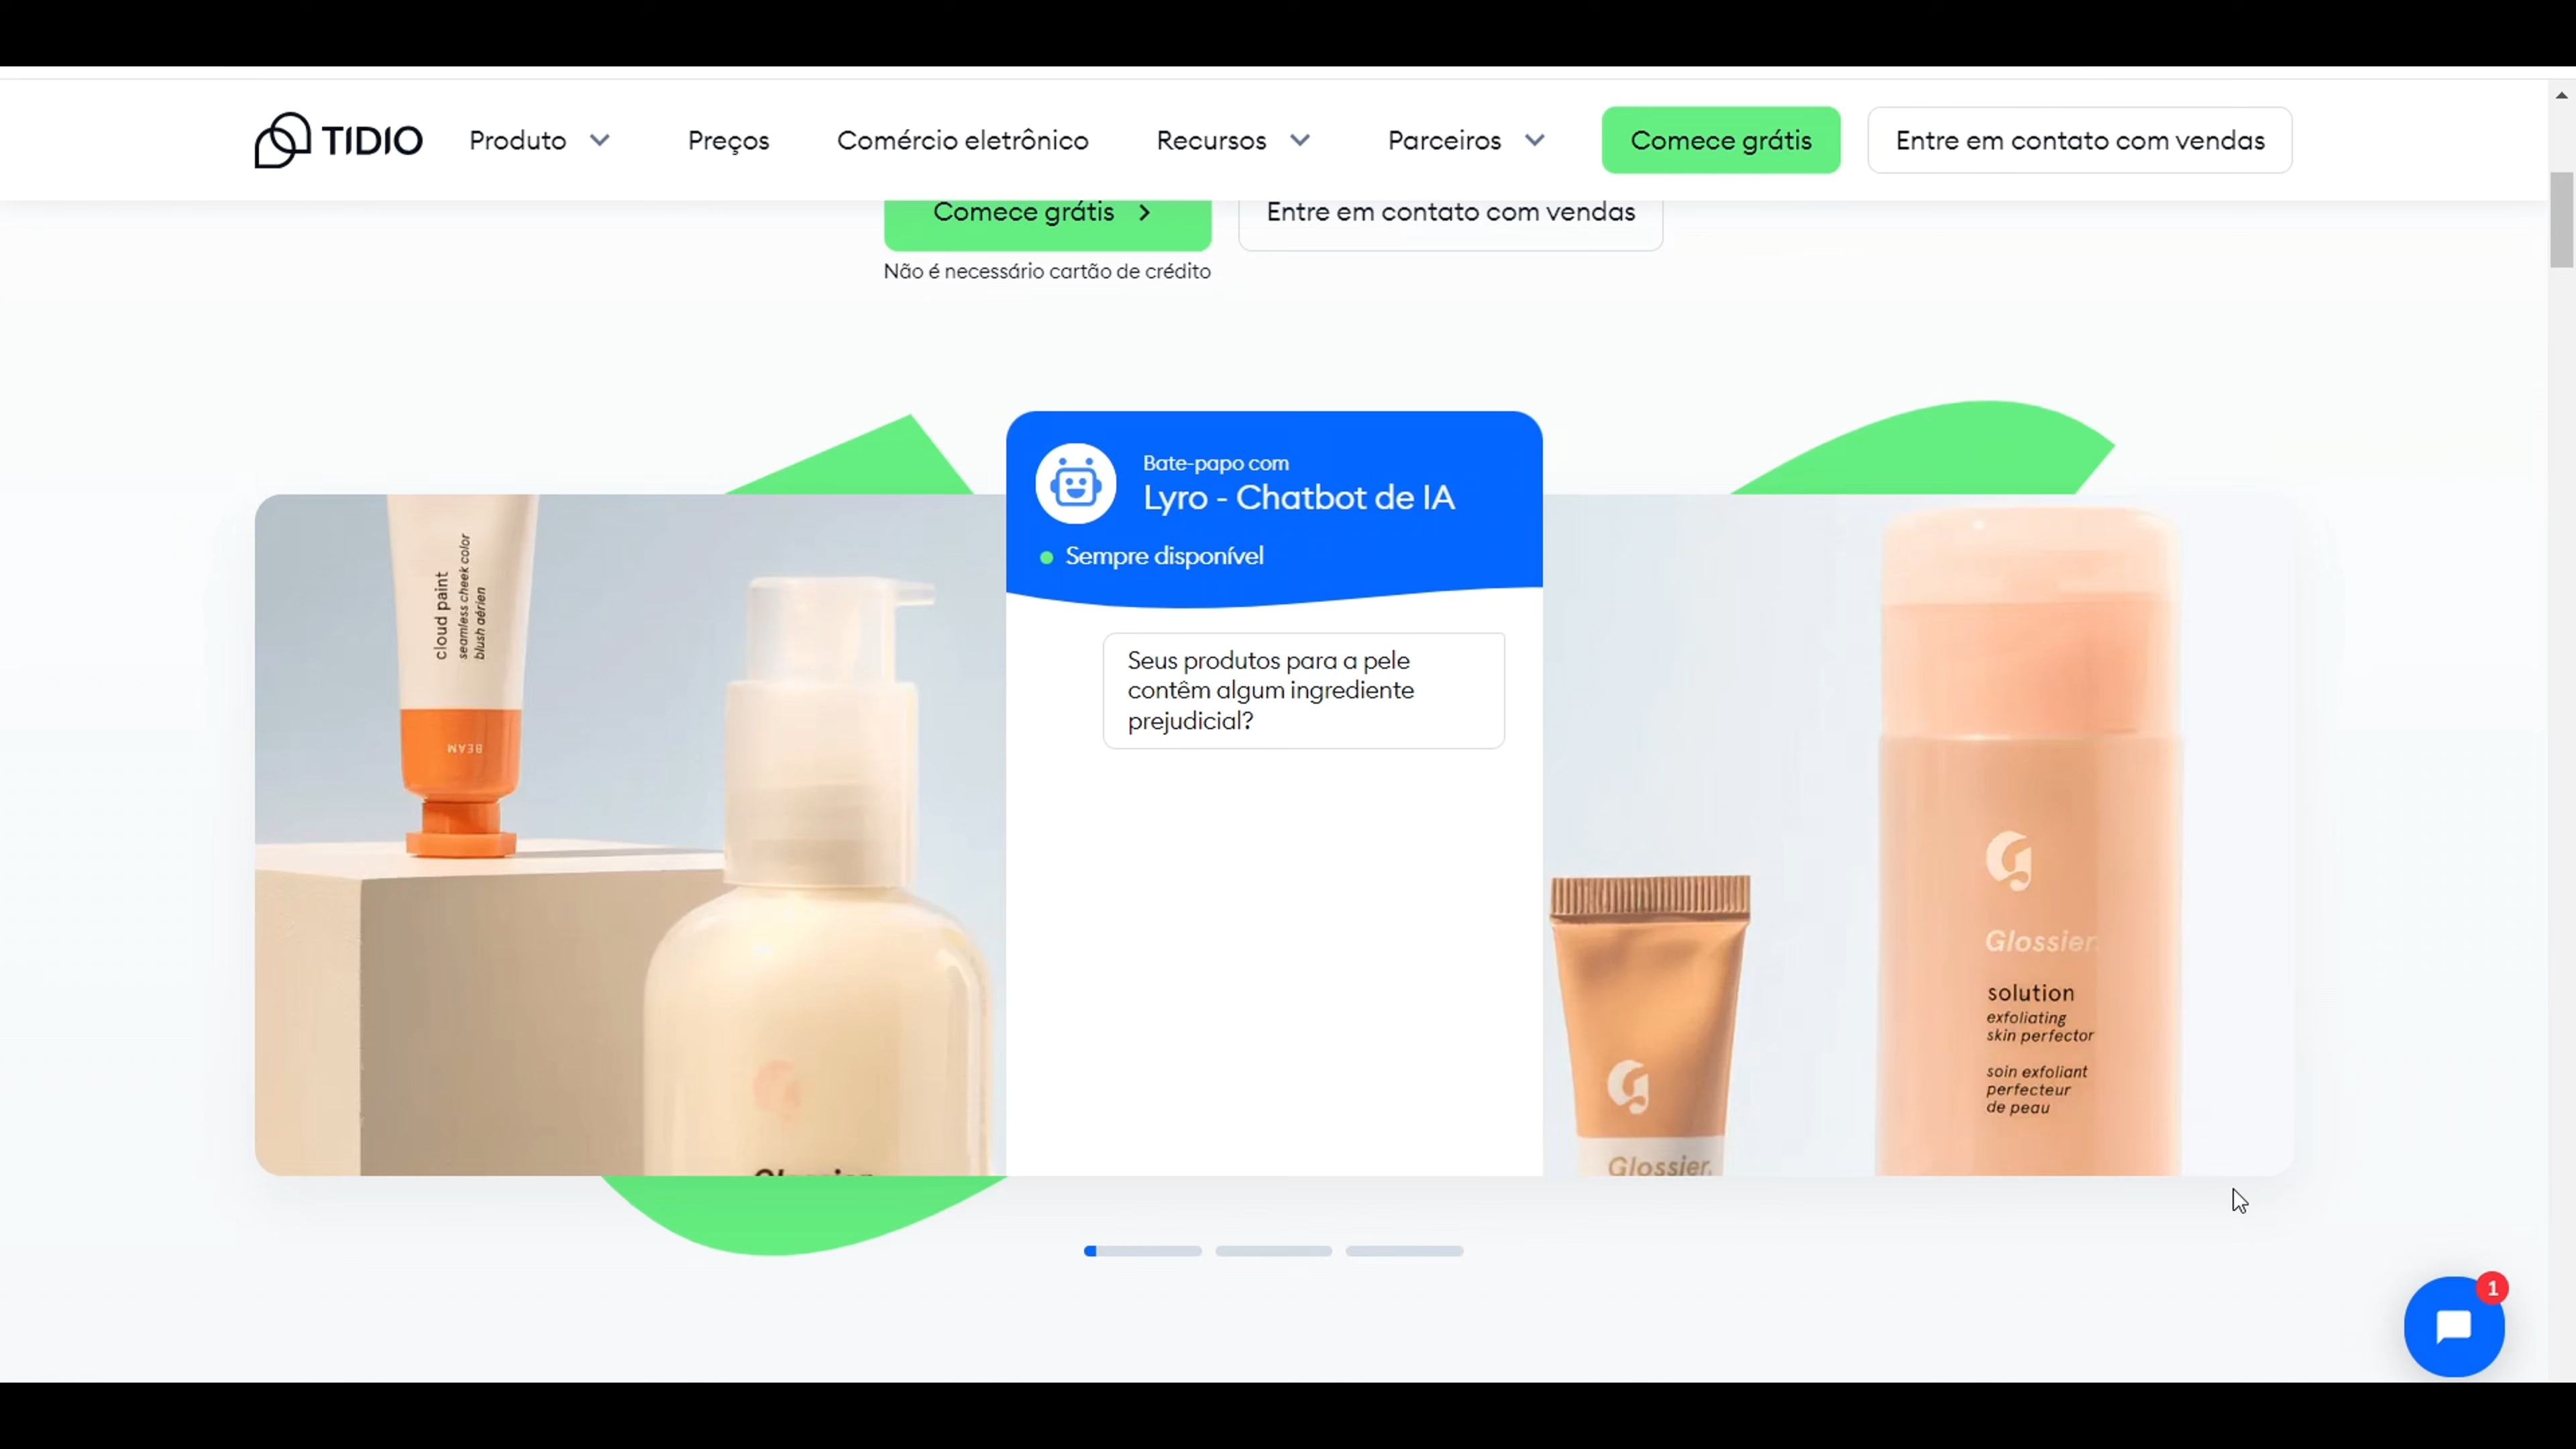 TIDIO
Produto
Preços
Comércio eletrônico
Recursos
Parceiros
Comece grátis
Entre em contato com vendas
Comece grátis
Entre em contato com vendas
Não é necessário cartão de crédito
Bate-papo com
Lyro - Chatbot de IA
Sempre disponível
Seus produtos para a pele
contêm algum ingrediente
prejudicial?
cloud paint
seamless cheek color
blush aérien
BEAM
Glossier.
solution
exfoliating
skin perfector
soin exfoliant
perfecteur
de peau
Glossier.
1